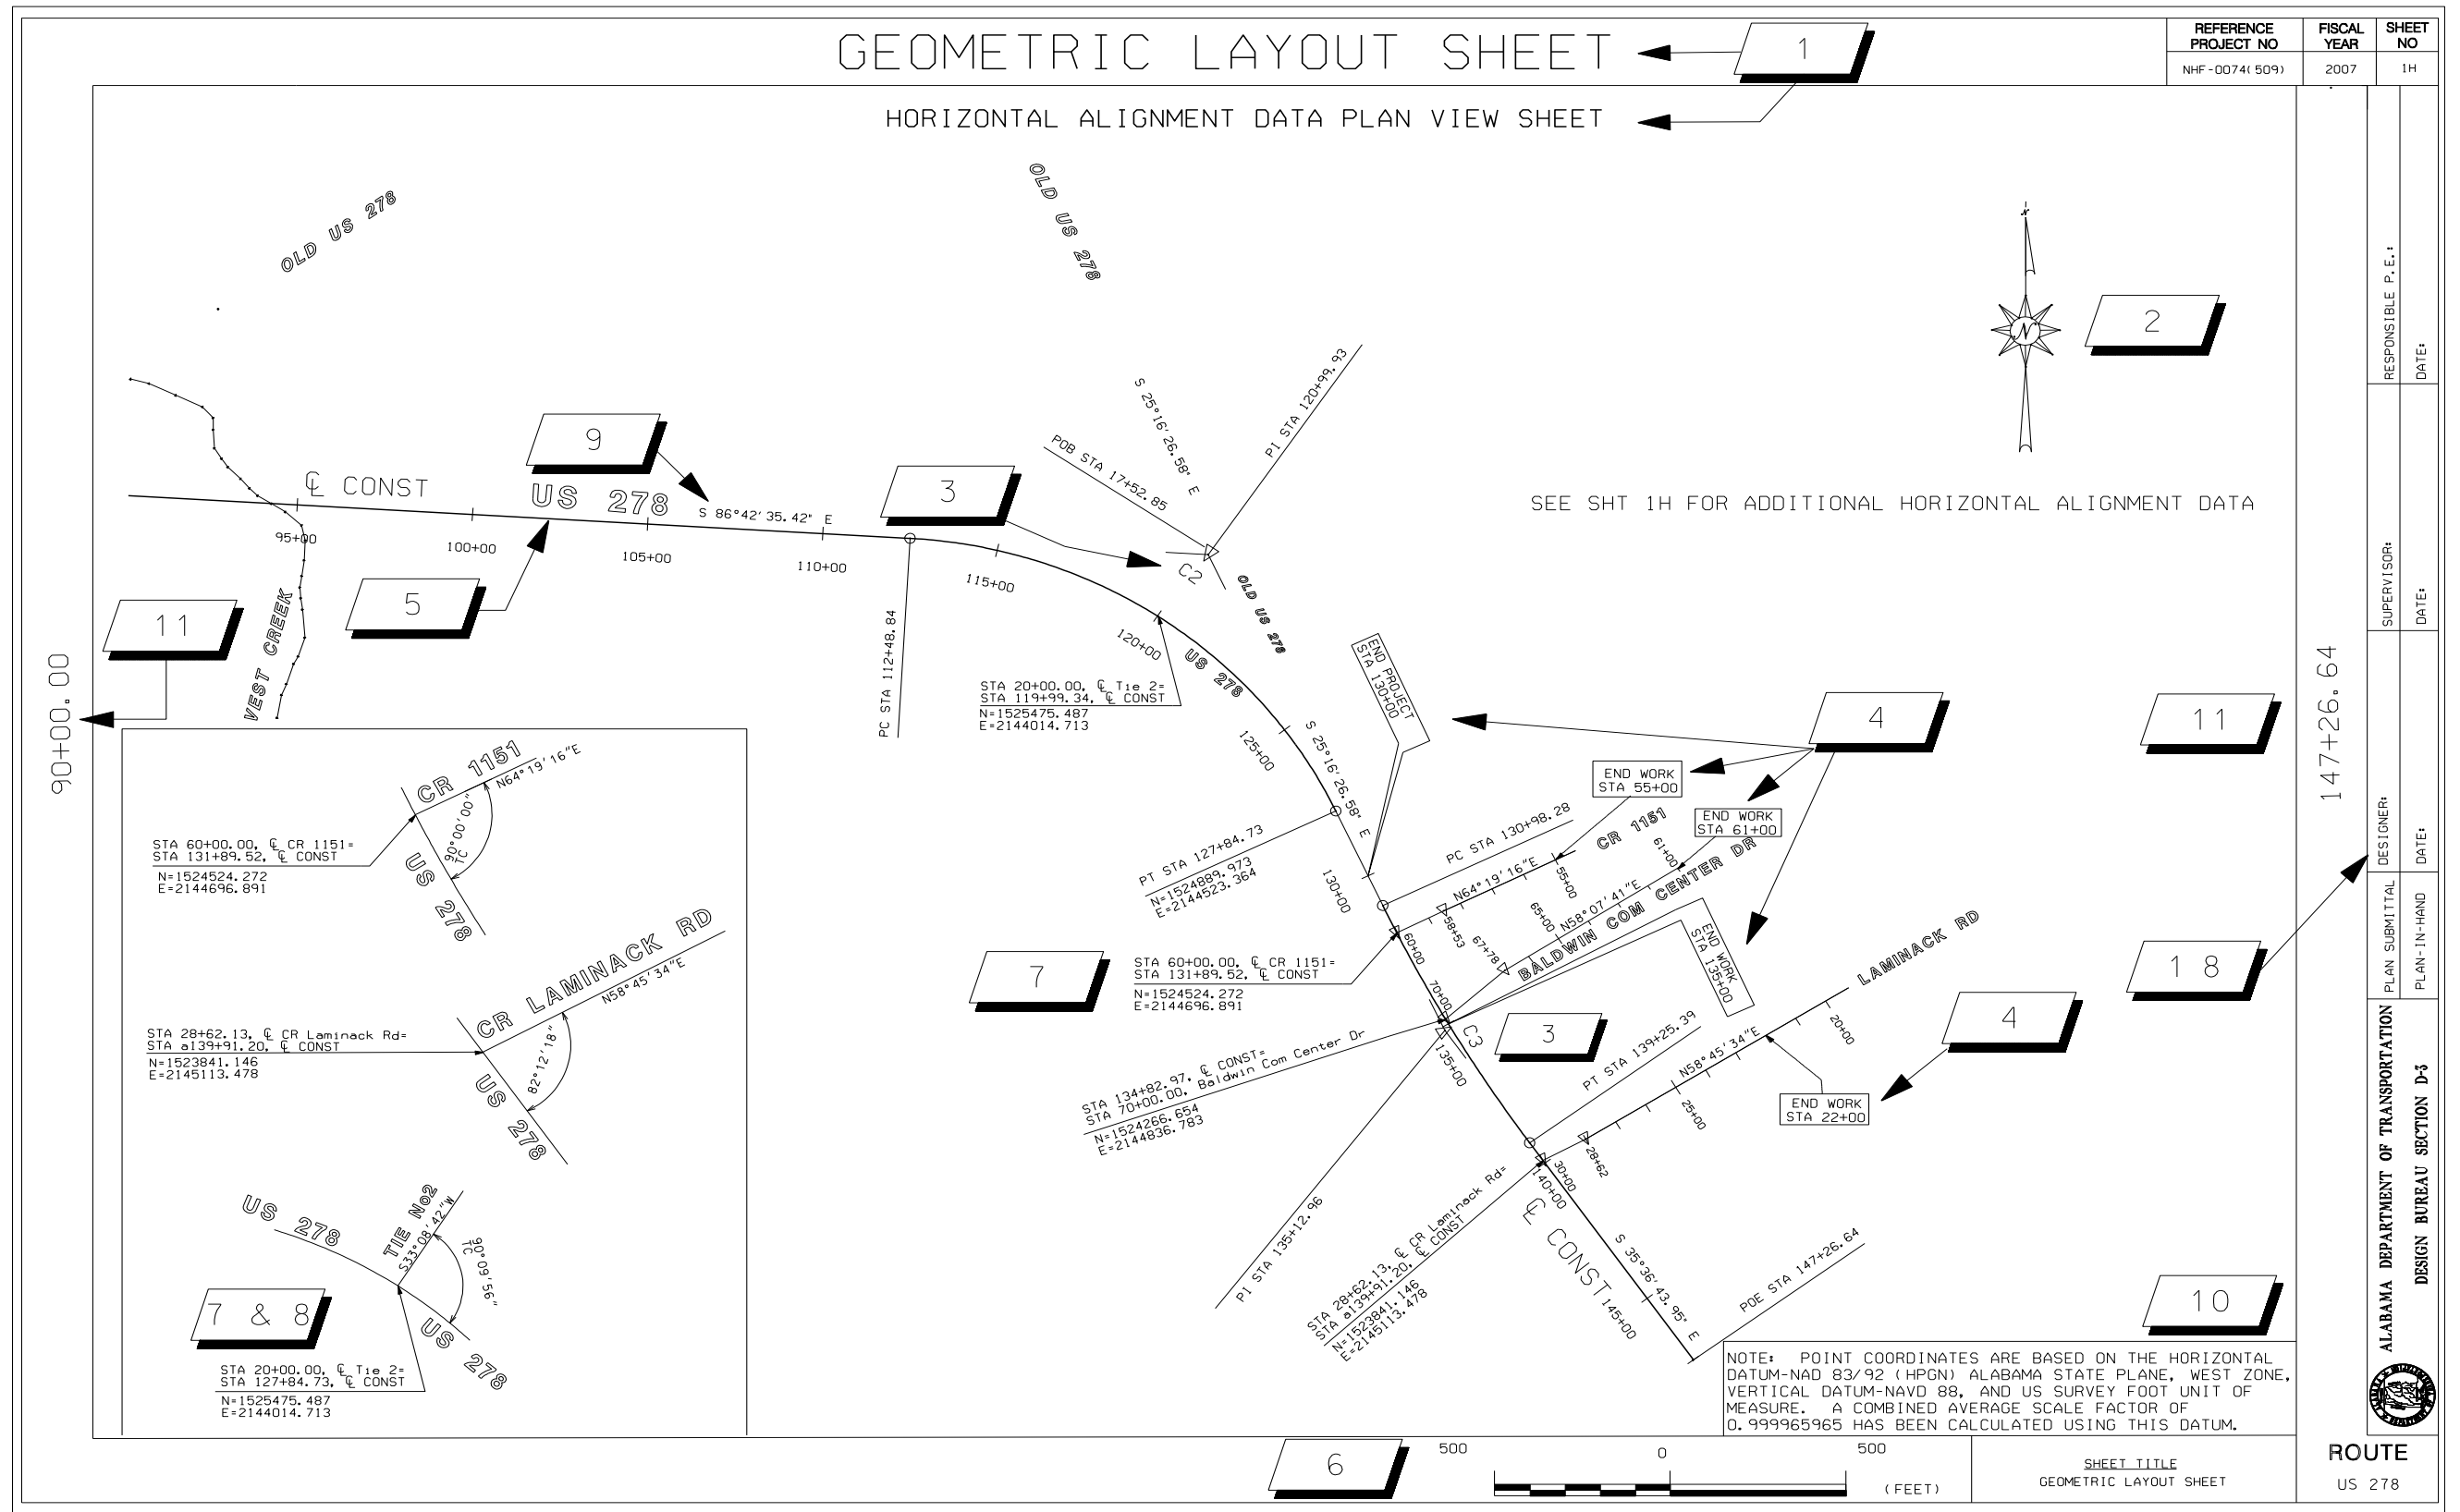 GEOMETRIC LAYOUT SHEET
1
REFERENCE
PROJECT NO
FISCAL
YEAR
SHEET
NO
NHF-0074(509)
2007
1H
HORIZONTAL ALIGNMENT DATA PLAN VIEW SHEET
OLD US 278
OLD US 278
N
N
2
RESPONSIBLE P.E.:
DATE:
SUPERVISOR:
DATE:
DESIGNER:
DATE:
PLAN SUBMITTAL
PLAN-IN-HAND
ALABAMA DEPARTMENT OF TRANSPORTATION
DESIGN BUREAU SECTION D-3
9
3
℄ CONST
US 278
S 86°42'35.42" E
95+00
100+00
105+00
110+00
115+00
120+00
125+00
130+00
POB STA 17+52.85
S 25°16'26.58" E
PI STA 120+99.93
C2
OLD US 278
SEE SHT 1H FOR ADDITIONAL HORIZONTAL ALIGNMENT DATA
11
5
VEST CREEK
90+00.00
PC STA 112+48.84
STA 20+00.00, ℄ Tie 2=
STA 119+99.34, ℄ CONST
N=1525475.487
E=2144014.713
US 278
END PROJECT
STA 130+00
S 25°16'26.58" E
4
11
147+26.64
END WORK
STA 55+00
END WORK
STA 61+00
PC STA 130+98.28
CR 1151
N64°19'16"E
55+00
58+53
60+00
61+00
65+00
67+78
70+00
N58°07'41"E
BALDWIN COM CENTER DR
END WORK
STA 135+00
PT STA 127+84.73
N=1524889.973
E=2144523.364
7
STA 60+00.00, ℄ CR 1151=
STA 131+89.52, ℄ CONST
N=1524524.272
E=2144696.891
STA 134+82.97, ℄ CONST=
STA 70+00.00, Baldwin Com Center Dr
N=1524266.654
E=2144836.783
C3
3
135+00
PT STA 139+25.39
N58°45'34"E
LAMINACK RD
20+00
25+00
28+62
30+00
140+00
18
4
END WORK
STA 22+00
PI STA 135+12.96
STA 28+62.13, ℄ CR Laminack Rd=
STA a139+91.20, ℄ CONST
N=1523841.146
E=2145113.478
℄ CONST
145+00
S 35°36'43.95" E
POE STA 147+26.64
10
CR 1151
N64°19'16"E
90°00'00"
TC
US 278
STA 60+00.00, ℄ CR 1151=
STA 131+89.52, ℄ CONST
N=1524524.272
E=2144696.891
CR LAMINACK RD
N58°45'34"E
82°12'18"
US 278
STA 28+62.13, ℄ CR Laminack Rd=
STA a139+91.20, ℄ CONST
N=1523841.146
E=2145113.478
US 278
TIE No2
S33°08'42"W
90°09'56"
TC
US 278
7 & 8
STA 20+00.00, ℄ Tie 2=
STA 127+84.73, ℄ CONST
N=1525475.487
E=2144014.713
NOTE: POINT COORDINATES ARE BASED ON THE HORIZONTAL
DATUM-NAD 83/92 (HPGN) ALABAMA STATE PLANE, WEST ZONE,
VERTICAL DATUM-NAVD 88, AND US SURVEY FOOT UNIT OF
MEASURE. A COMBINED AVERAGE SCALE FACTOR OF
0.999965965 HAS BEEN CALCULATED USING THIS DATUM.
6
500
0
500
(FEET)
SHEET TITLE
GEOMETRIC LAYOUT SHEET
ROUTE
US 278